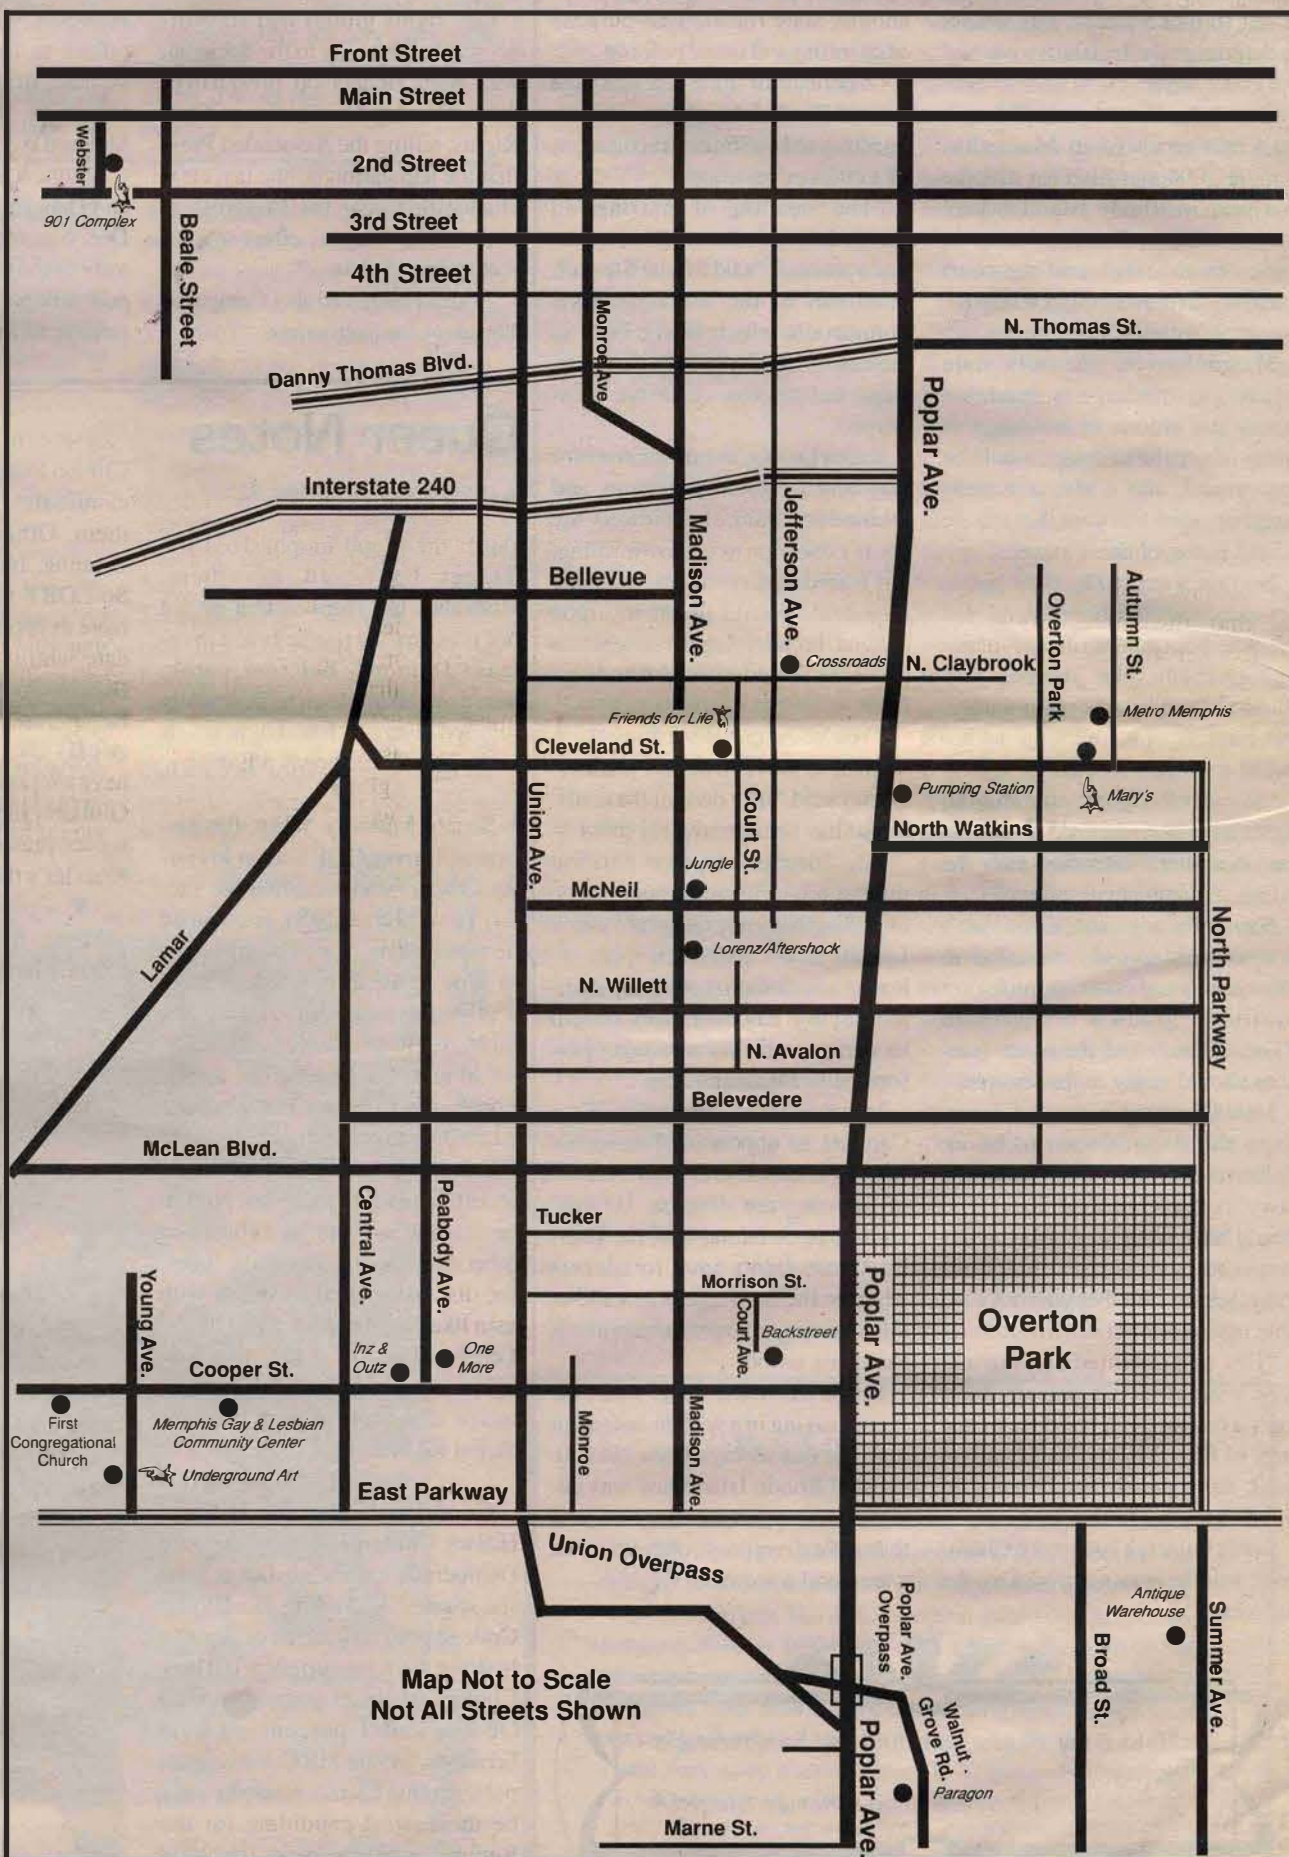 Front Street
Main Street
Webster
2nd Street
901 Complex
Beale Street
3rd Street
4th Street
Monroe Ave
N. Thomas St.
Danny Thomas Blvd.
Poplar Ave.
Interstate 240
Madison Ave.
Jefferson Ave.
Bellevue
Overton Park
Autumn St.
Crossroads
N. Claybrook
Friends for Life
Metro Memphis
Cleveland St.
Union Ave.
Court St.
Pumping Station
Mary's
North Watkins
Jungle
McNeil
Lamar
Lorenz/Aftershock
North Parkway
N. Willett
N. Avalon
Belevedere
McLean Blvd.
Central Ave.
Peabody Ave.
Tucker
Young Ave.
Morrison St.
Court Ave.
Backstreet
Poplar Ave.
Overton
Park
Inz &
Outz
One
More
Cooper St.
First
Congregational
Church
Memphis Gay & Lesbian
Community Center
Underground Art
Monroe
Madison Ave.
East Parkway
Union Overpass
Poplar Ave.
Overpass
Antique
Warehouse
Broad St.
Summer Ave.
Map Not to Scale
Not All Streets Shown
Walnut
Grove Rd.
Poplar Ave.
Paragon
Marne St.
Queer Notes